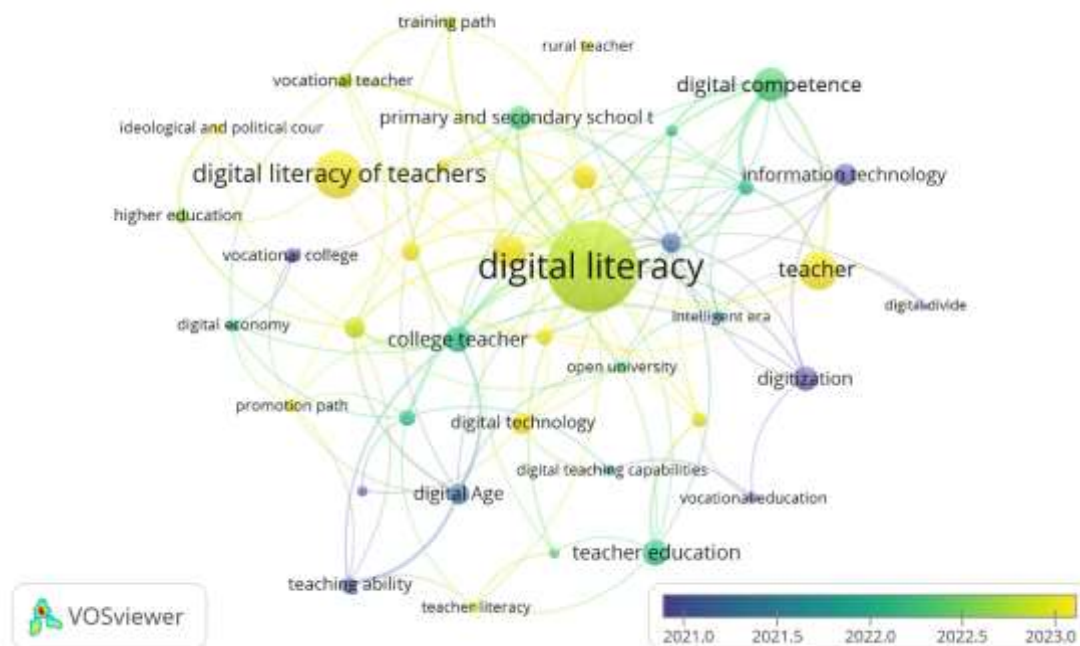 training path
rural teacher
vocational teacher
digital competence
primary and secondary school t
ideological and political cour
digital literacy of teachers
information technology
higher education
vocational college
digital literacy
teacher
digital divide
intelligent era
digital economy
college teacher
open university
digitization
promotion path
digital technology
digital teaching capabilities
digital Age
vocational education
teacher education
teaching ability
teacher literacy
VOSviewer
2021.0 2021.5 2022.0 2022.5 2023.0